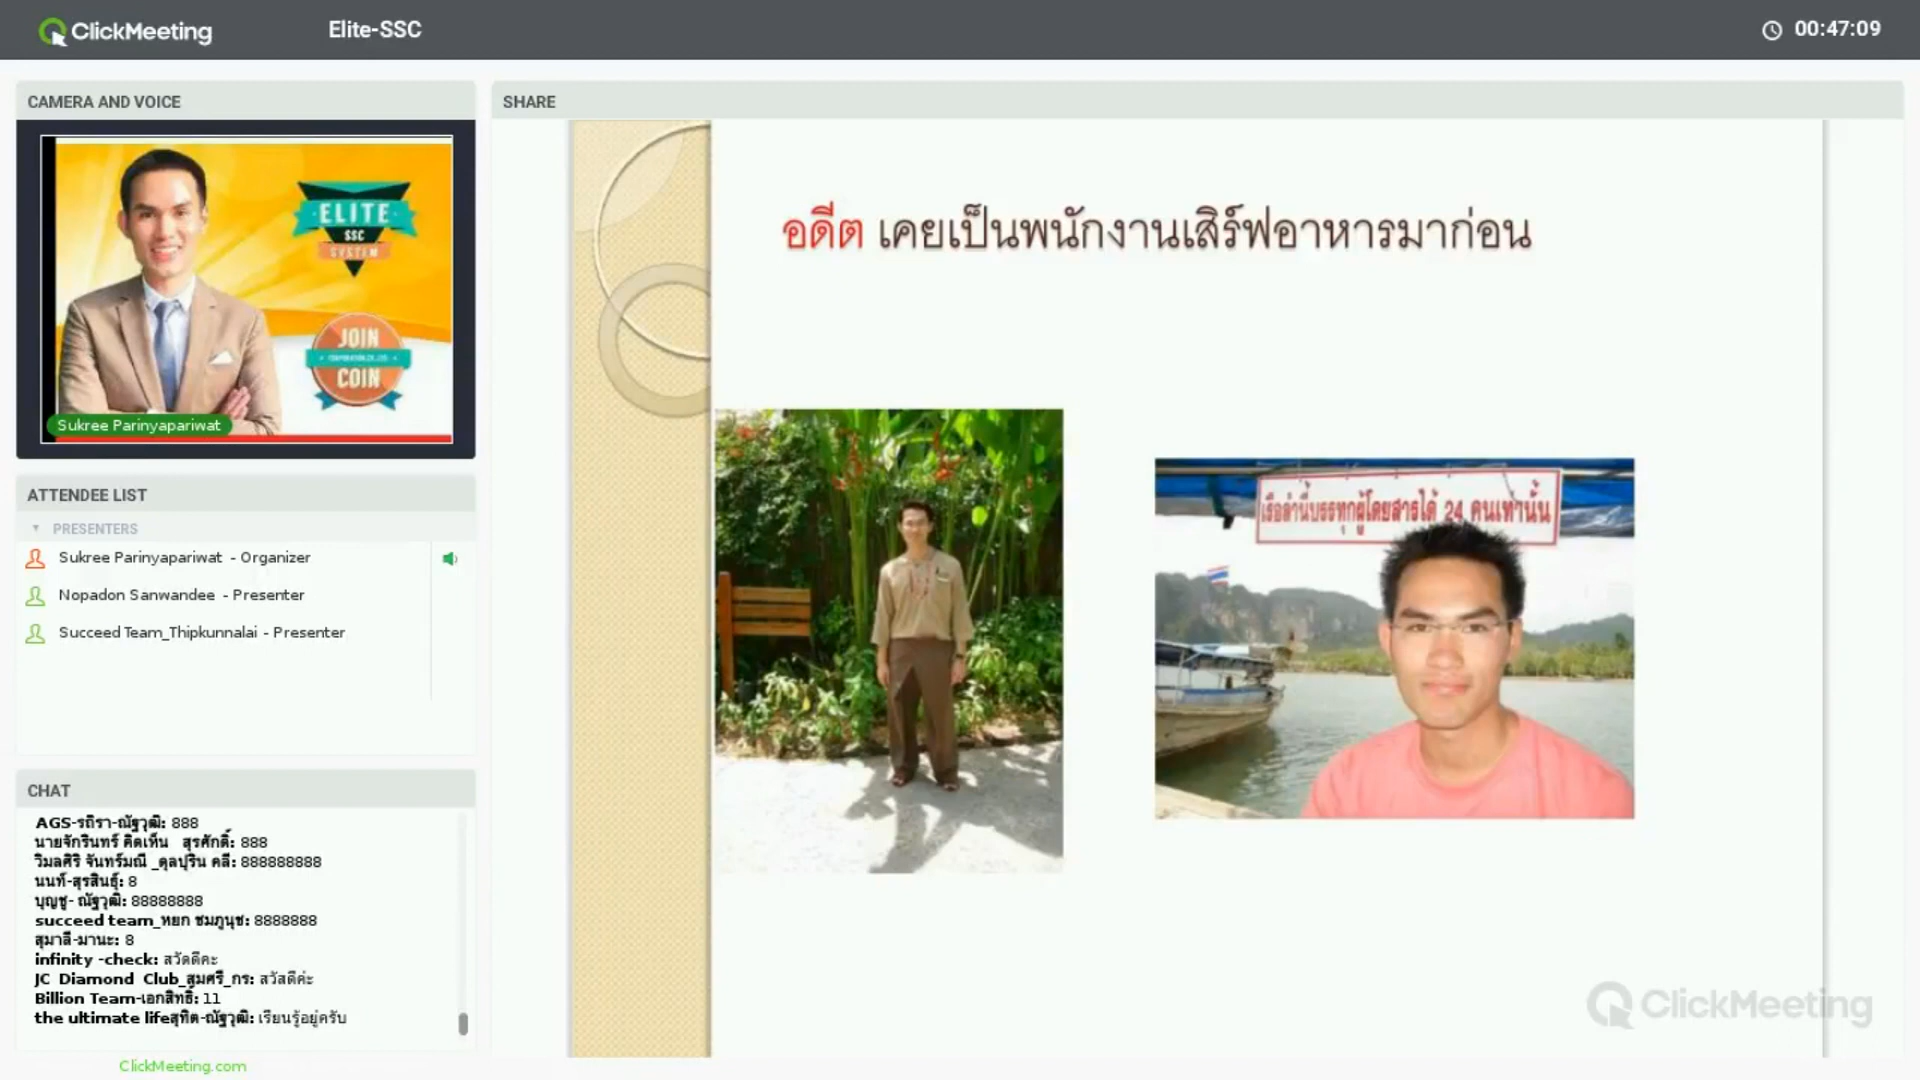 ClickMeeting
Elite-SSC
00:47:09
CAMERA AND VOICE
ELITE
SSC
SYSTEM
JOIN
COIN
Sukree Parinyapariwat
ATTENDEE LIST
PRESENTERS
Sukree Parinyapariwat - Organizer
Nopadon Sanwandee - Presenter
Succeed Team_Thipkunnalai - Presenter
CHAT
AGS-รถิรา-ณัฐวุฒิ: 888
นายจักรินทร์ คิดเห็น สุรศักดิ์: 888
วิมลศิริ จันทร์มณี _ดุลปุริน คลี: 888888888
นนท์-สุรสินธุ์: 8
บุญชู- ณัฐวุฒิ: 88888888
succeed team_หยก ชมภูนุช: 8888888
สุมาลี-มานะ: 8
infinity -check: สวัดดีคะ
JC Diamond Club_สมศรี_กร: สวัสดีค่ะ
Billion Team-เอกสิทธิ์: 11
the ultimate lifeสุทิต-ณัฐวุฒิ: เรียนรู้อยู่ครับ
ClickMeeting.com
SHARE
อดีต เคยเป็นพนักงานเสิร์ฟอาหารมาก่อน
เรือลำนี้บรรทุกผู้โดยสารได้ 24 คนเท่านั้น
ClickMeeting